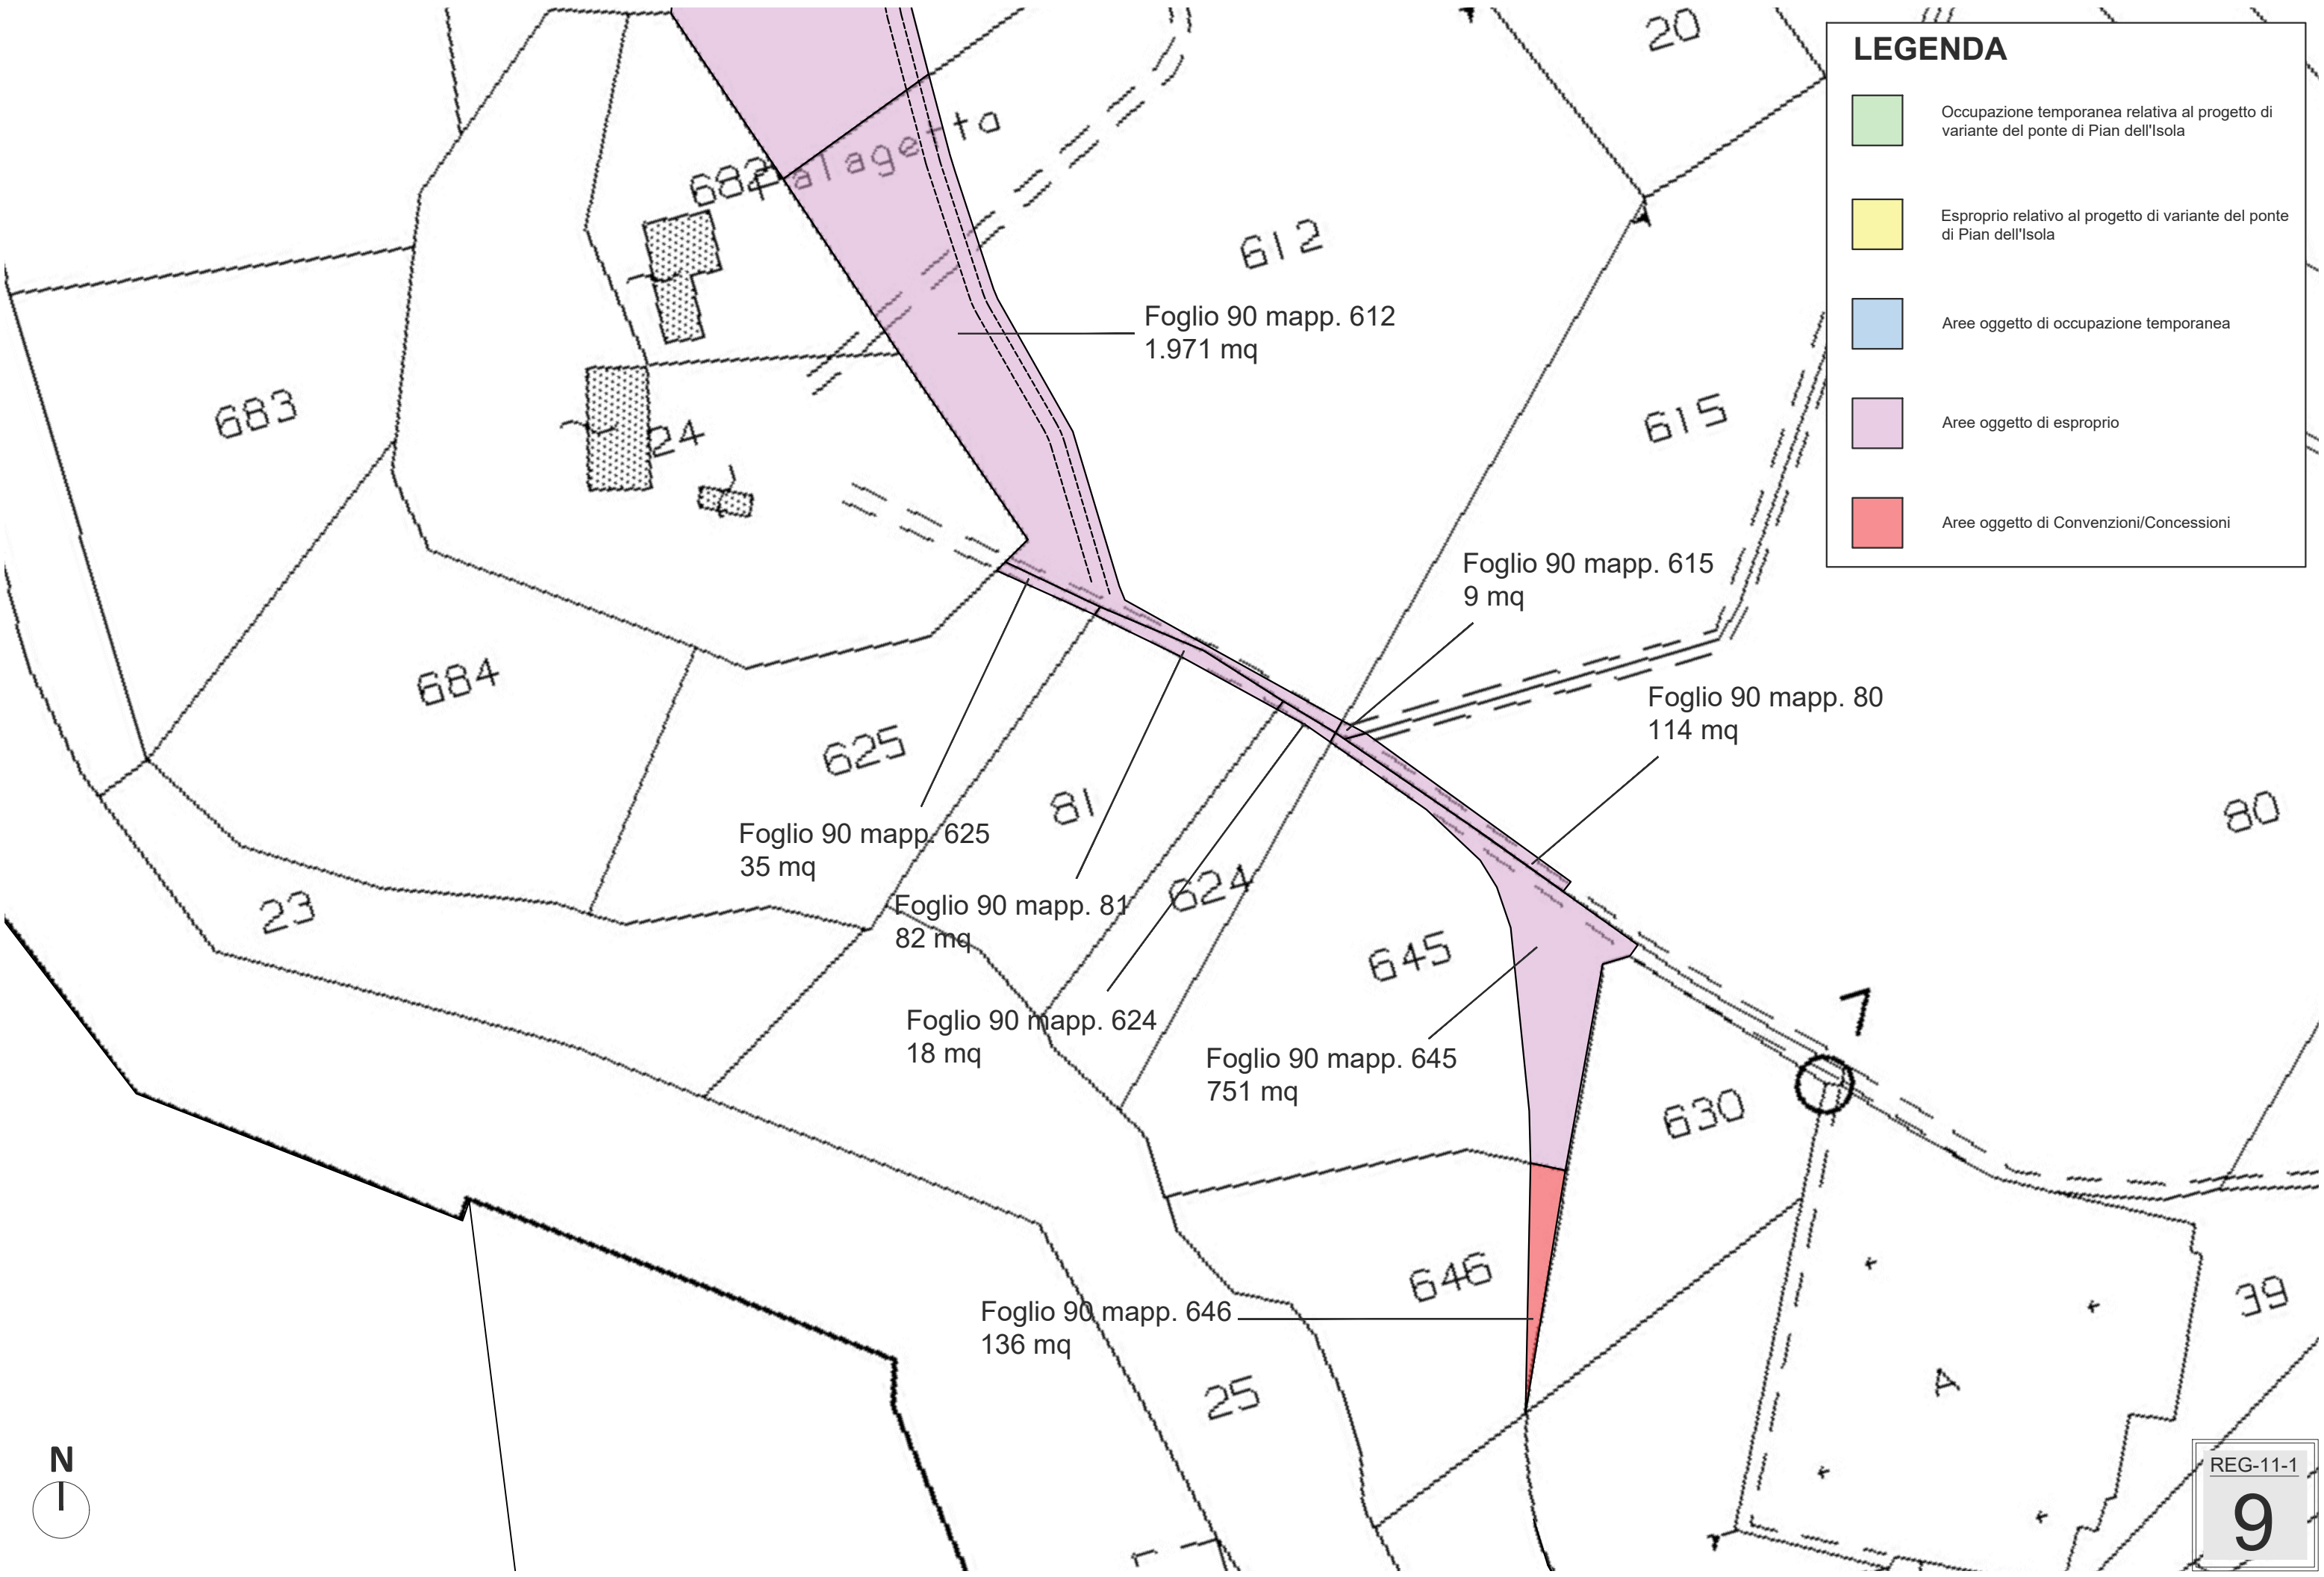 20
LEGENDA
Occupazione temporanea relativa al progetto di
variante del ponte di Pian dell'Isola
Esproprio relativo al progetto di variante del ponte
di Pian dell'Isola
Aree oggetto di occupazione temporanea
Aree oggetto di esproprio
Aree oggetto di Convenzioni/Concessioni
682
Palagetta
612
Foglio 90 mapp. 612
1.971 mq
683
24
615
Foglio 90 mapp. 615
9 mq
684
Foglio 90 mapp. 80
114 mq
625
81
80
Foglio 90 mapp. 625
35 mq
23
Foglio 90 mapp. 81
82 mq
624
645
Foglio 90 mapp. 624
18 mq
7
Foglio 90 mapp. 645
751 mq
630
646
39
Foglio 90 mapp. 646
136 mq
25
A
N
REG-11-1
9